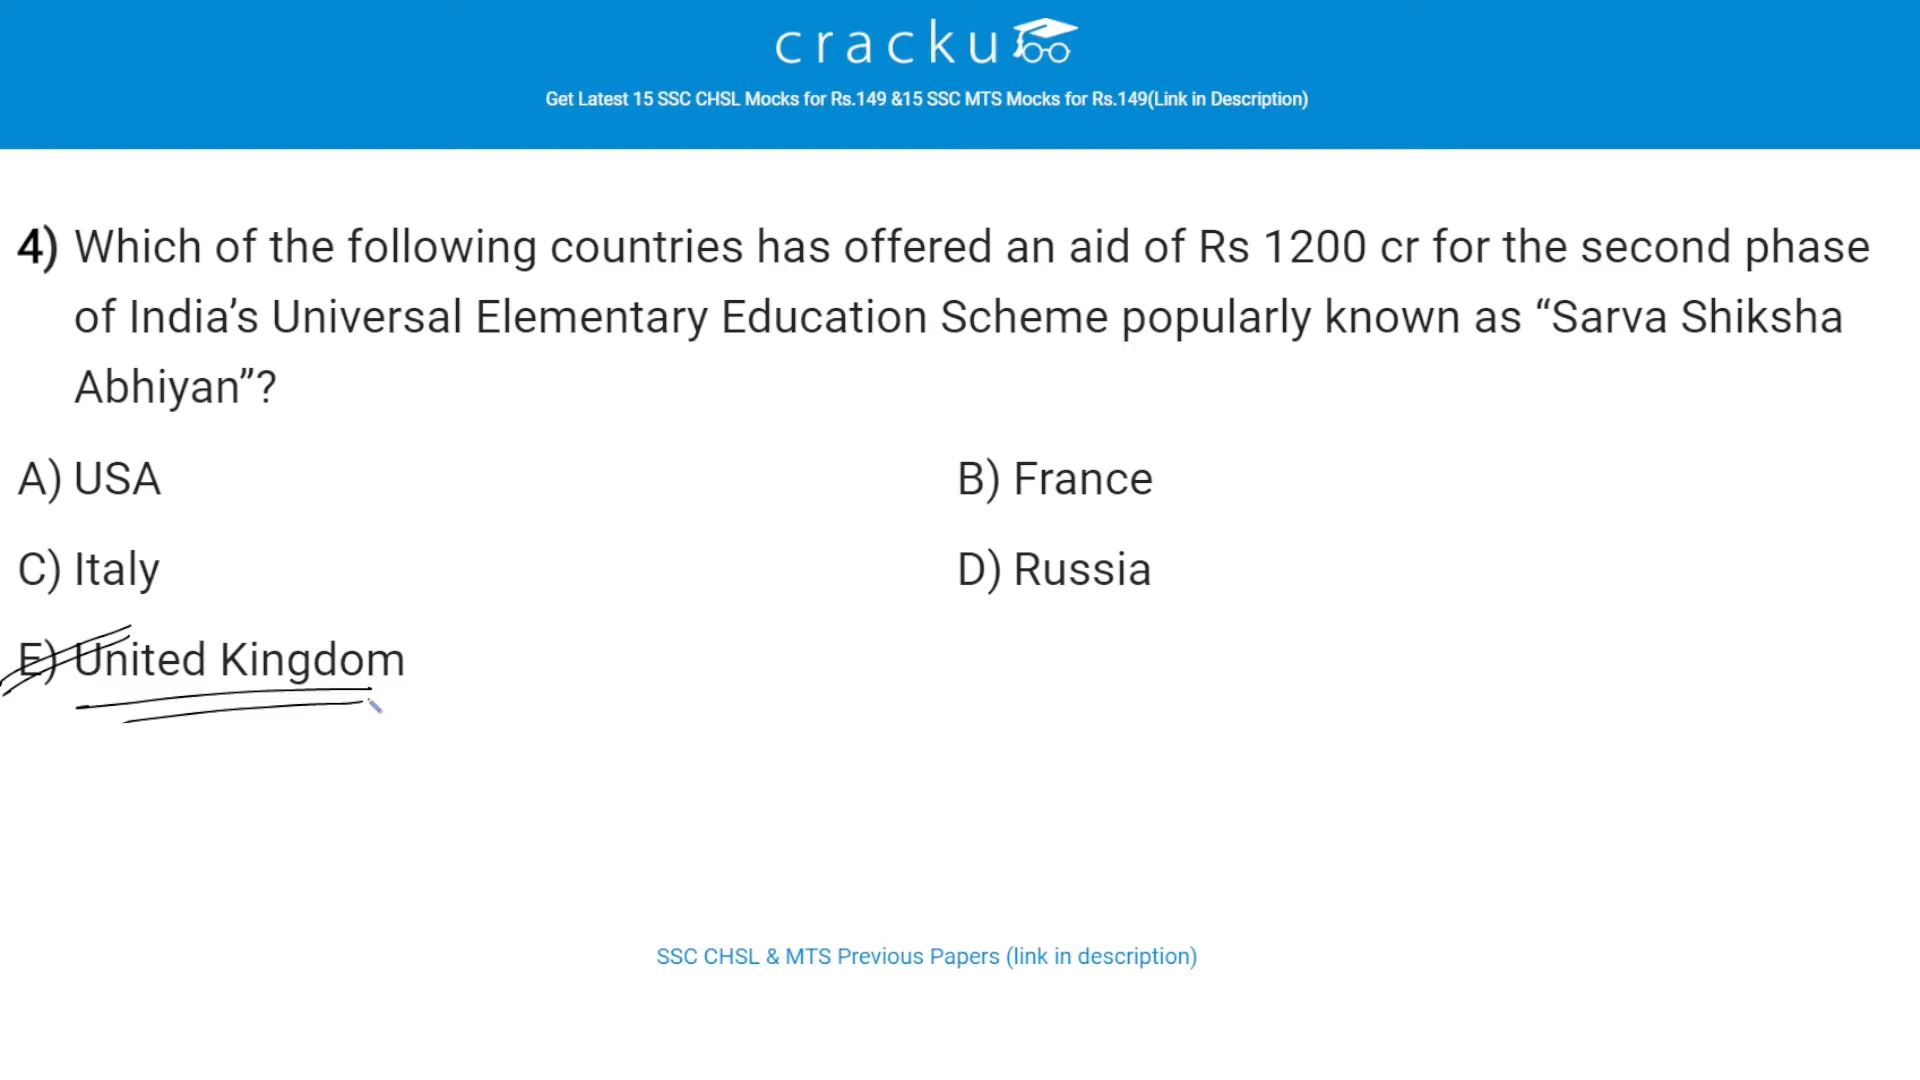 cracku
Get Latest 15 SSC CHSL Mocks for Rs.149 &15 SSC MTS Mocks for Rs.149(Link in Description)
4) Which of the following countries has offered an aid of Rs 1200 cr for the second phase
of India’s Universal Elementary Education Scheme popularly known as “Sarva Shiksha
Abhiyan”?
A) USA
B) France
C) Italy
D) Russia
E) United Kingdom
SSC CHSL & MTS Previous Papers (link in description)